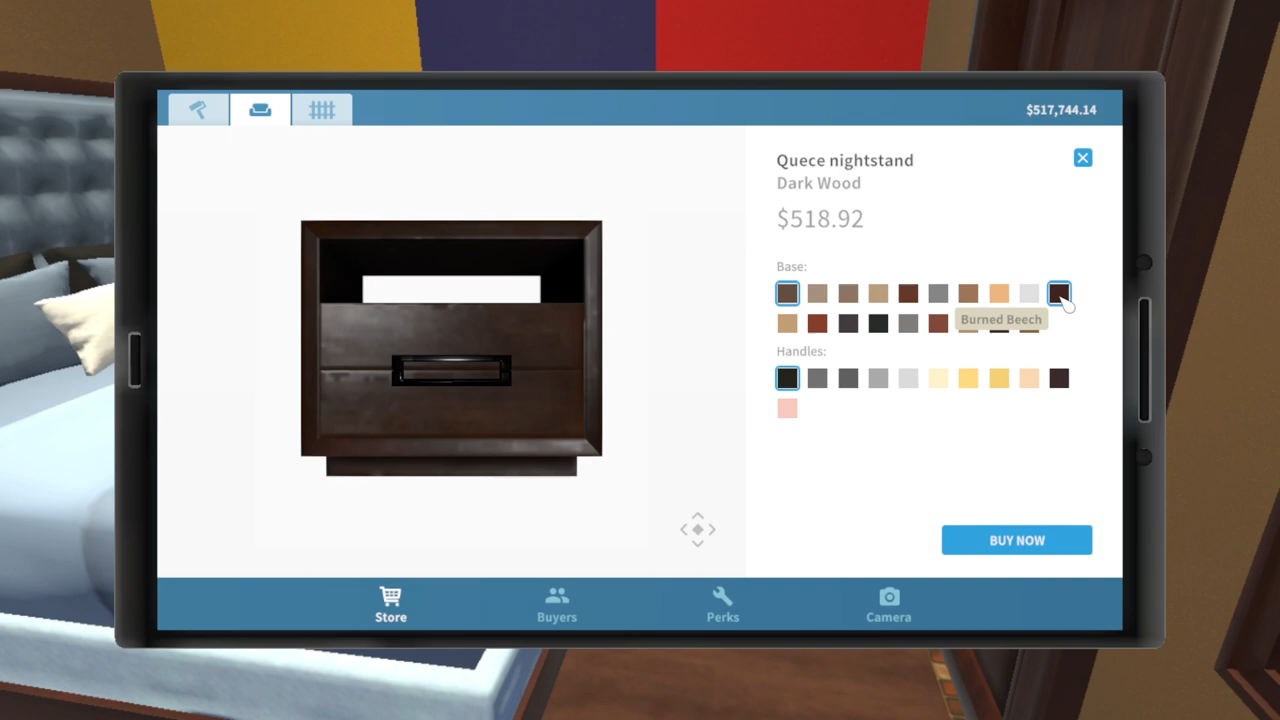 $517,744.14
Quece nightstand
Dark Wood
$518.92
Base:
Burned Beech
Handles:
BUY NOW
Store
Buyers
Perks
Camera